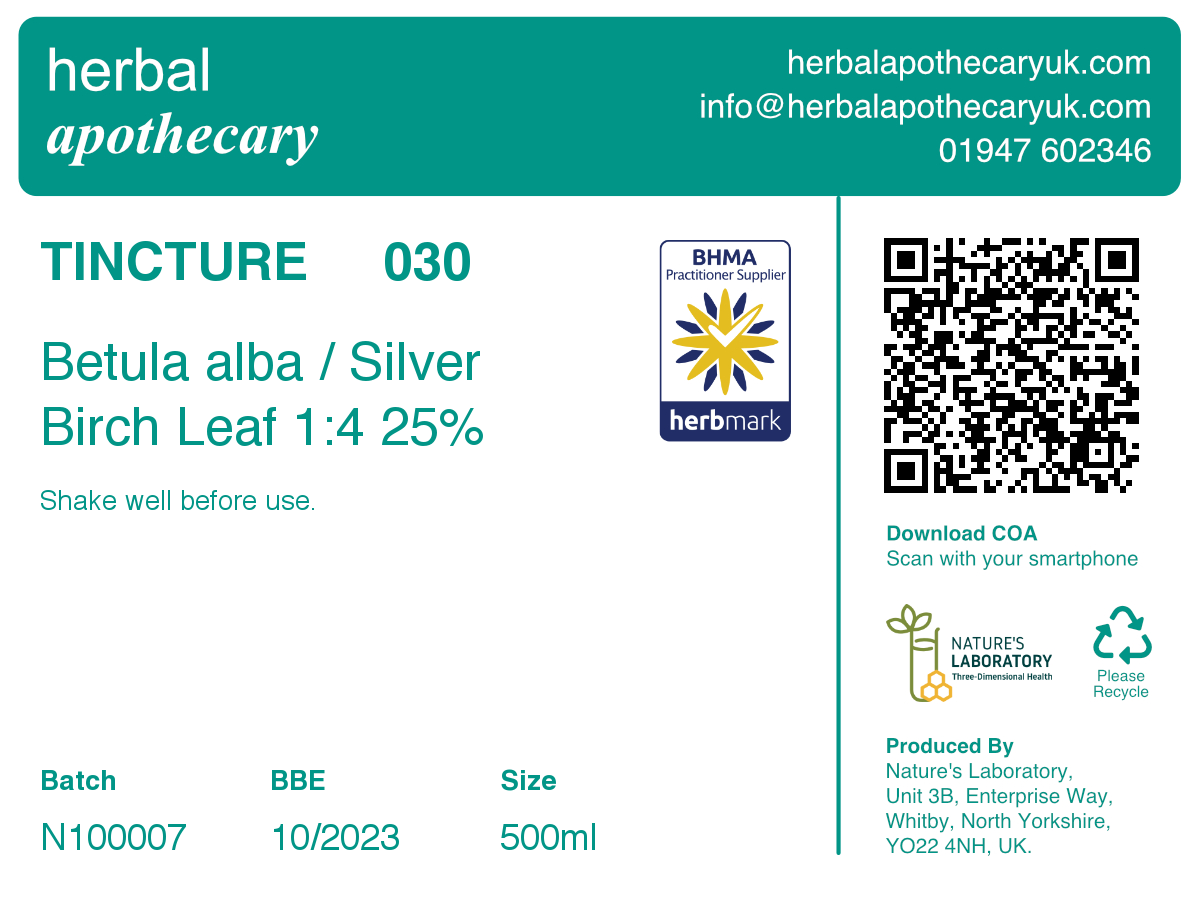 herbal
apothecary
herbalapothecaryuk.com
info@herbalapothecaryuk.com
01947 602346
TINCTURE 030
Betula alba / Silver
Birch Leaf 1:4 25%
Shake well before use.
BHMA
Practitioner Supplier
herbmark
Batch BBE Size
N100007 10/2023 500ml
Download COA
Scan with your smartphone
NATURE'S
LABORATORY
Three-Dimensional Health
Please
Recycle
Produced By
Nature's Laboratory,
Unit 3B, Enterprise Way,
Whitby, North Yorkshire,
YO22 4NH, UK.